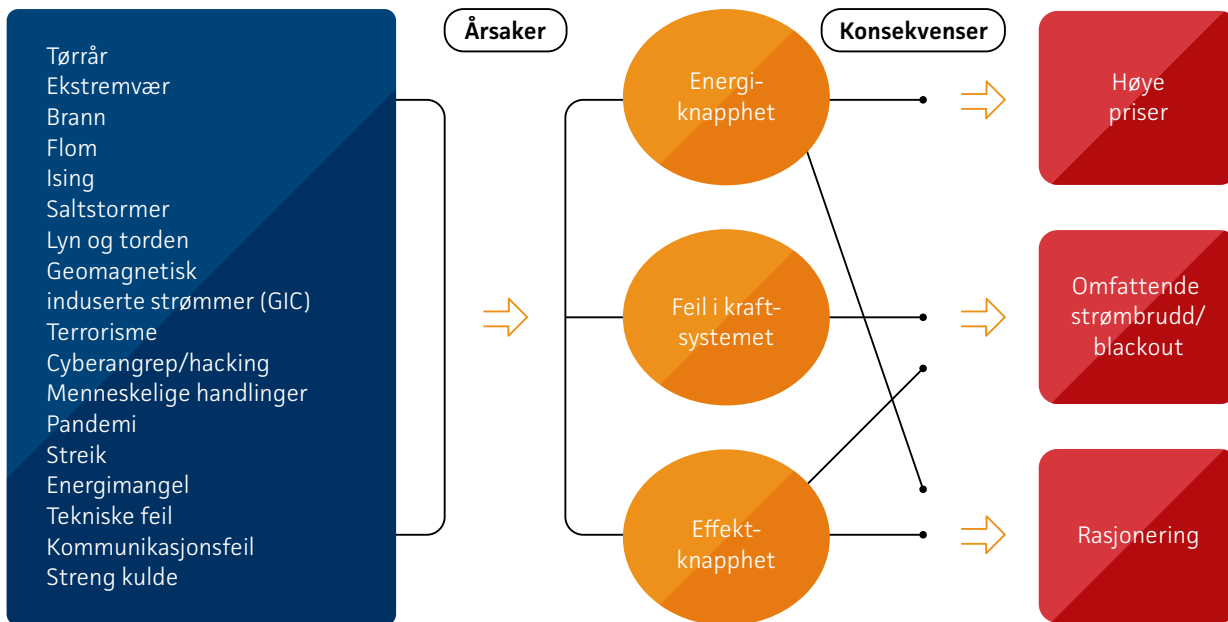 Tørrår
Ekstremvær
Brann
Flom
Ising
Saltstormer
Lyn og torden
Geomagnetisk
induserte strømmer (GIC)
Terrorisme
Cyberangrep/hacking
Menneskelige handlinger
Pandemi
Streik
Energimangel
Tekniske feil
Kommunikasjonsfeil
Streng kulde
Årsaker
Energi-
knapphet
Feil i kraft-
systemet
Effekt-
knapphet
Konsekvenser
Høye
priser
Omfattende
strømbrudd/
blackout
Rasjonering